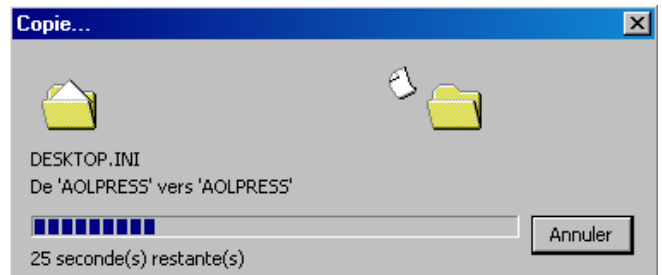 Copie...
DESKTOP.INI
De 'AOLPRESS' vers 'AOLPRESS'
Annuler
25 seconde(s) restante(s)